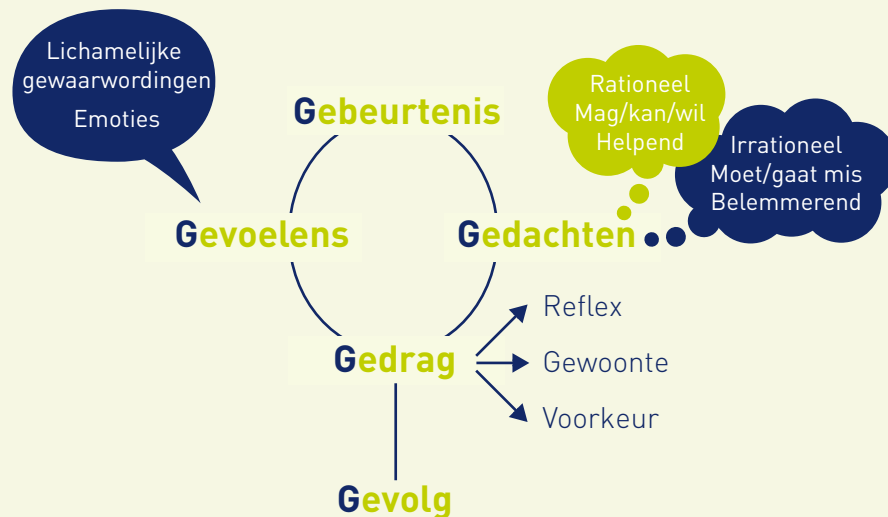 Lichamelijke
gewaarwordingen
Emoties
Gebeurtenis
Rationeel
Mag/kan/wil
Helpend
Irrationeel
Moet/gaat mis
Belemmerend
Gevoelens
Gedachten
Gedrag
Reflex
Gewoonte
Voorkeur
Gevolg